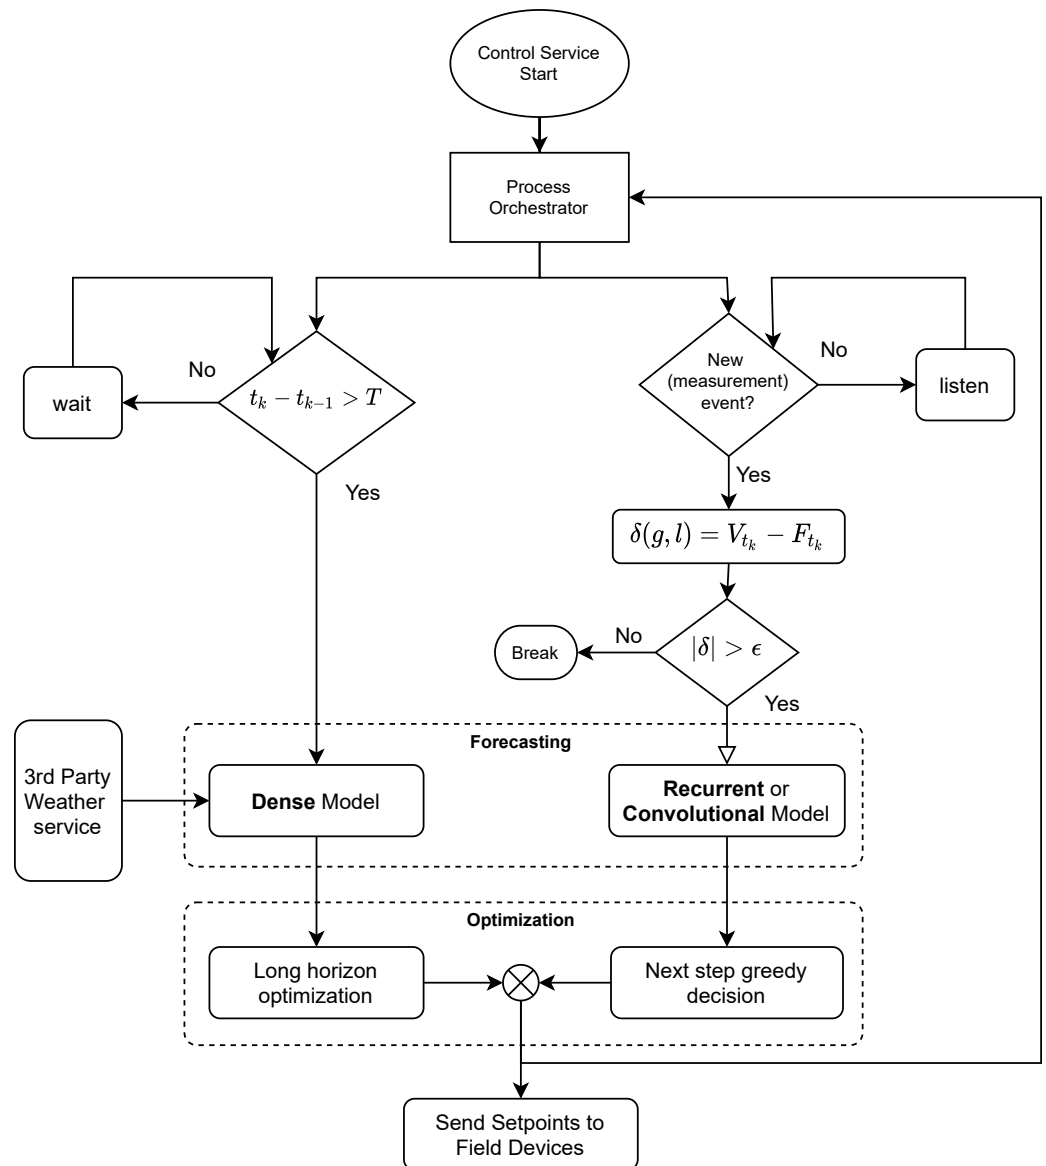 Control Service
Start
Process
Orchestrator
No
wait
t_k − t_{k−1} > T
Yes
New
(measurement)
event?
No
listen
Yes
δ(g, l) = V_{t_k} − F_{t_k}
|δ| > ϵ
No
Break
Yes
3rd Party
Weather
service
Forecasting
Dense Model
Recurrent or
Convolutional Model
Optimization
Long horizon
optimization
Next step greedy
decision
Send Setpoints to
Field Devices